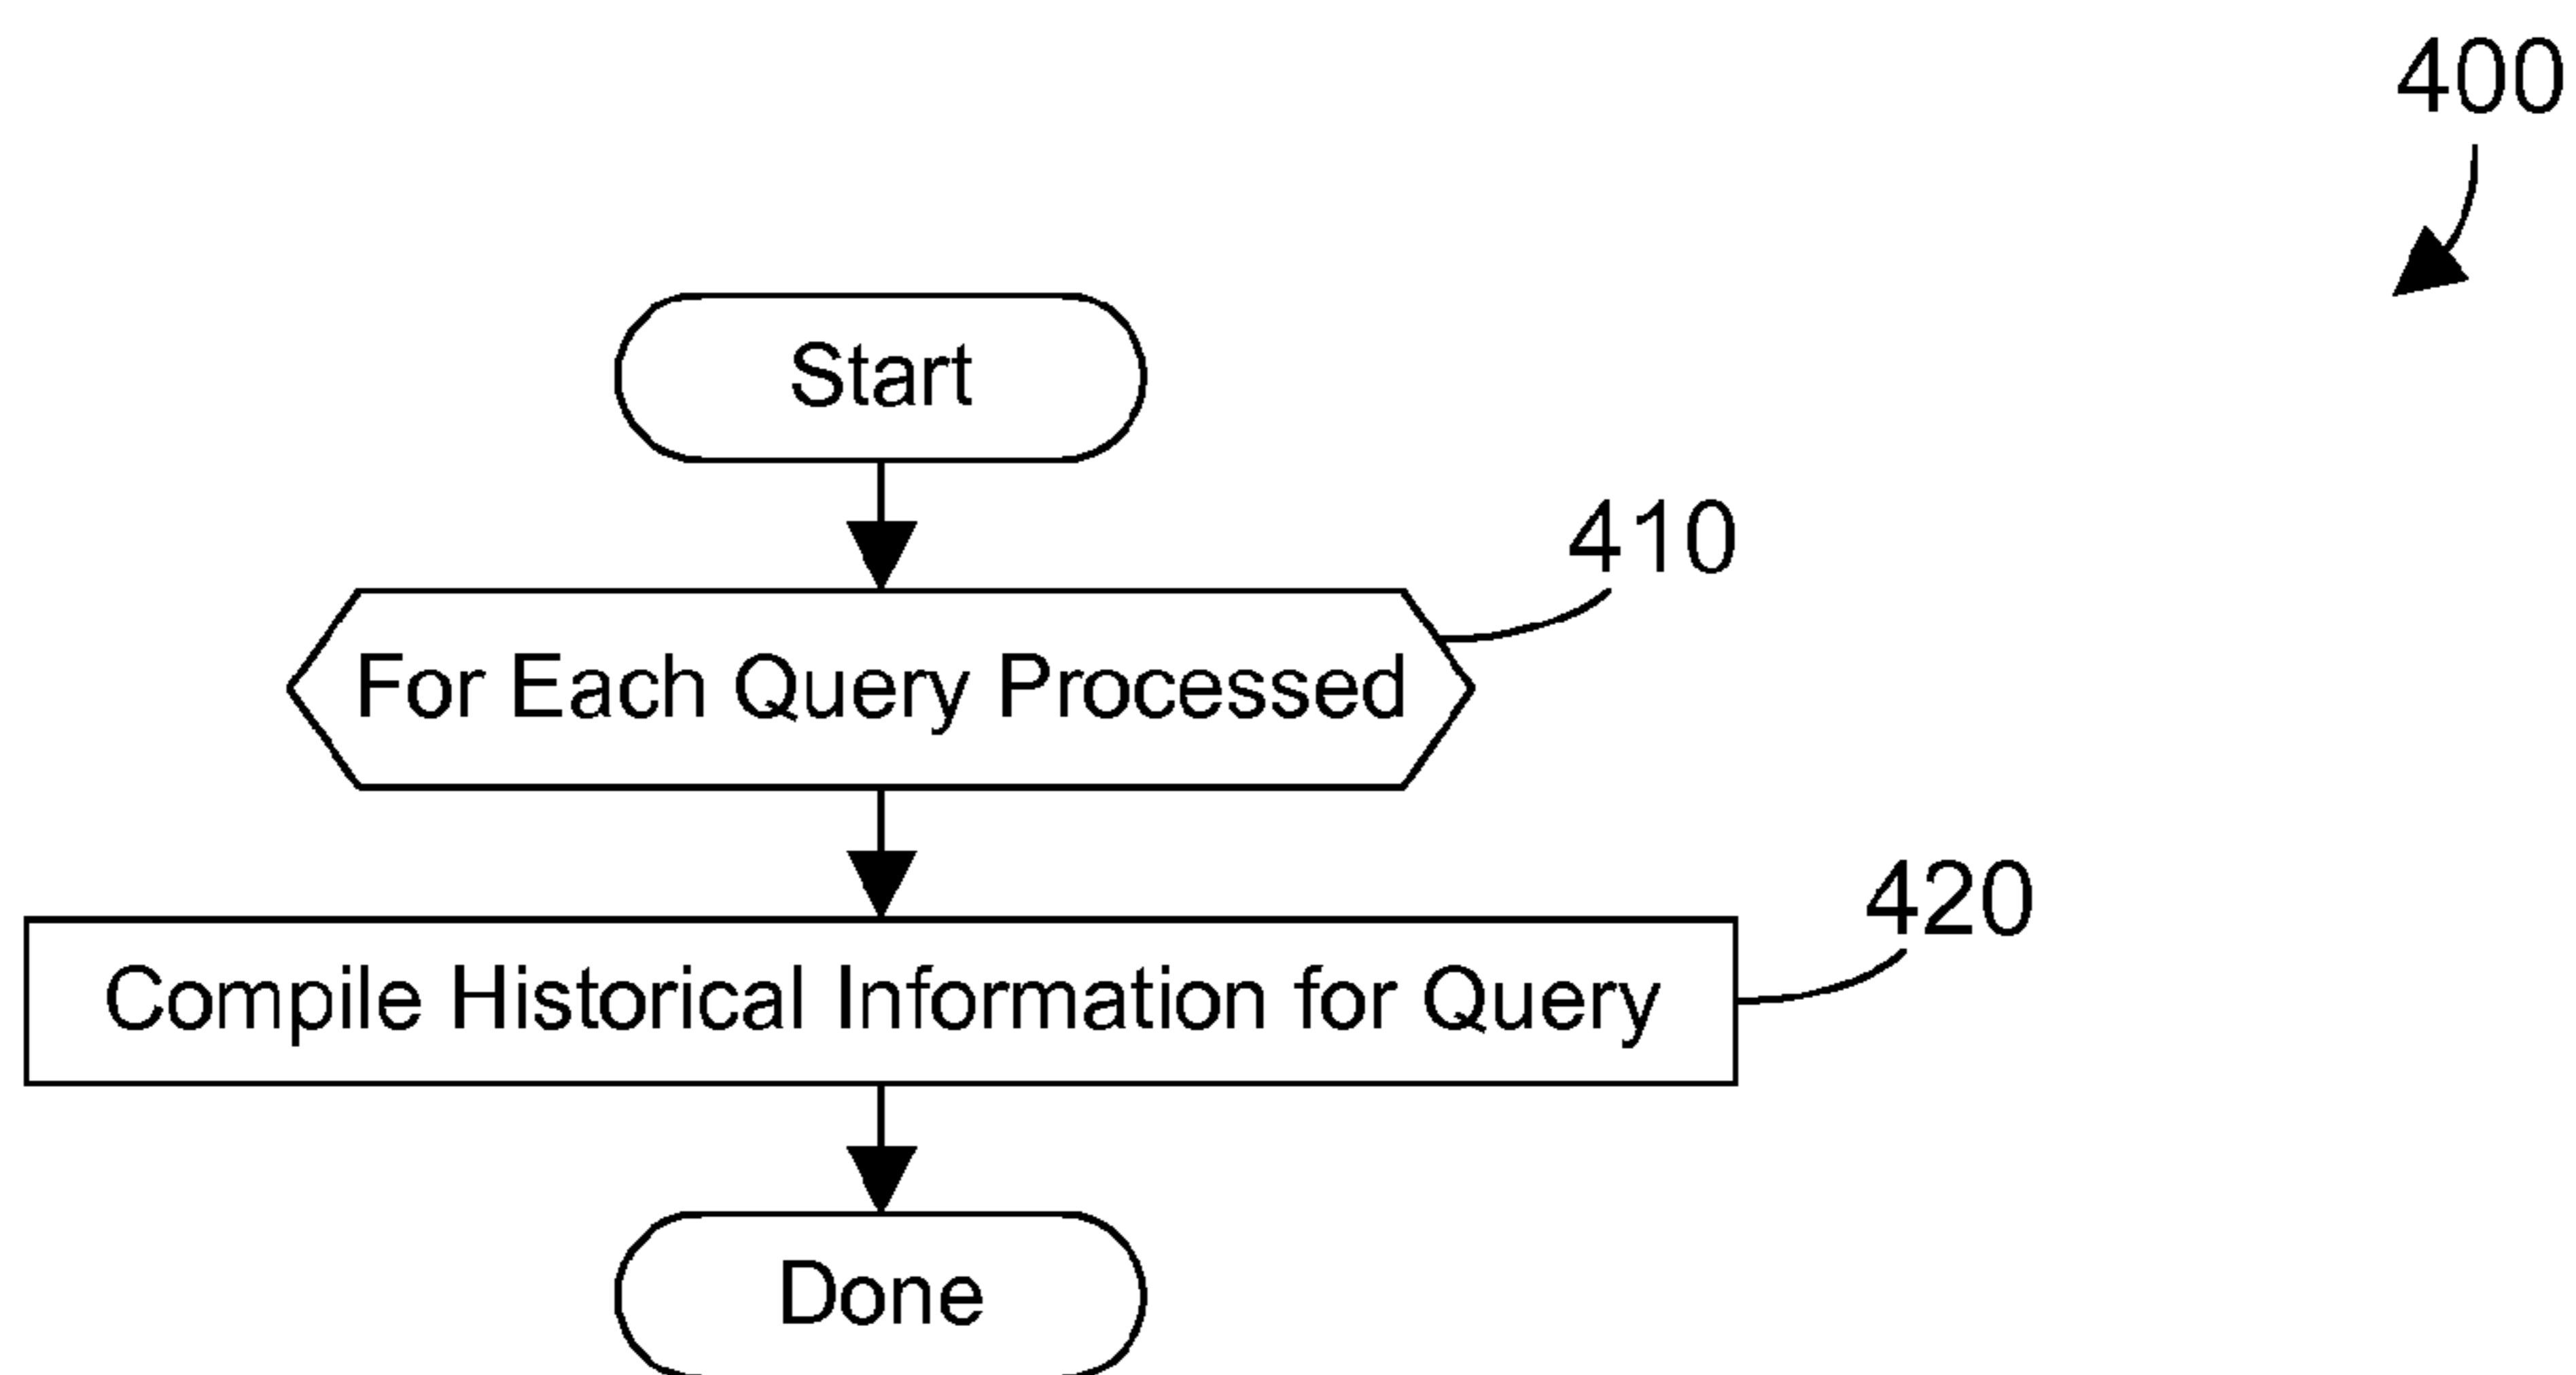 400
Start
410
For Each Query Processed
420
Compile Historical Information for Query
Done